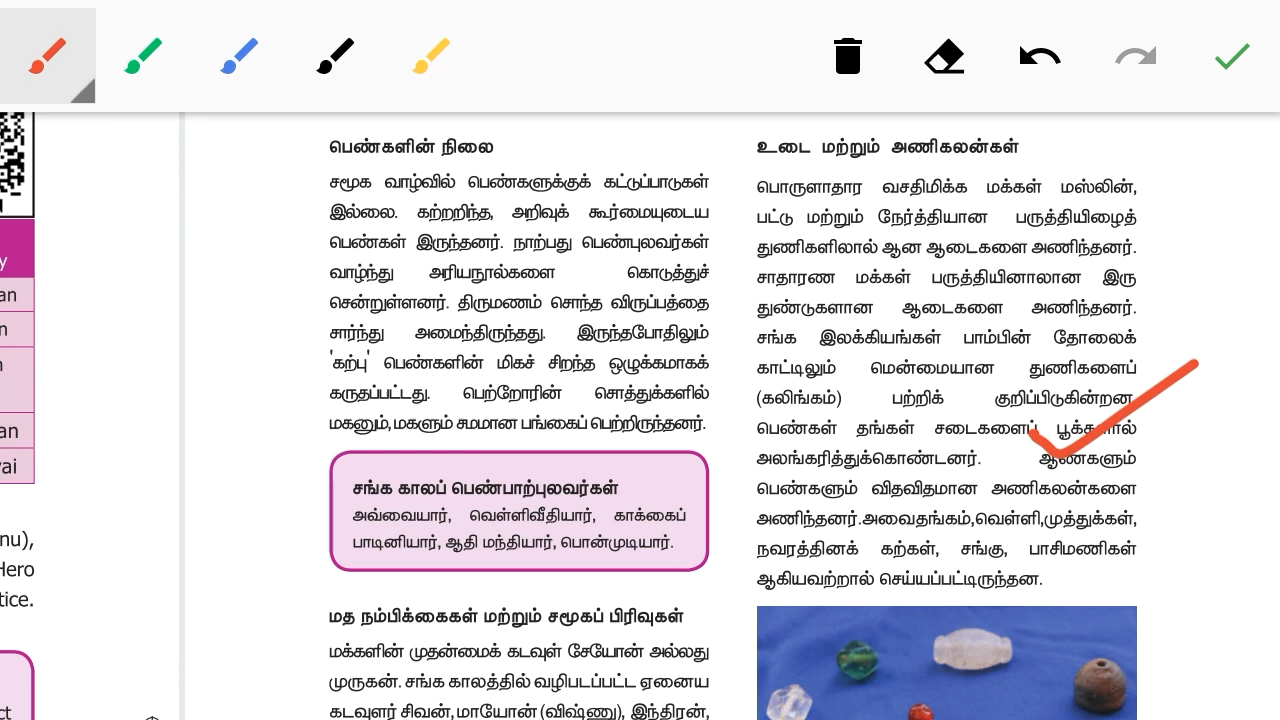 y
an
n
n
an
vai
nu),
Hero
tice.
ct
பெண்களின் நிலை
சமூக வாழ்வில் பெண்களுக்குக் கட்டுப்பாடுகள்
இல்லை. கற்றறிந்த, அறிவுக் கூர்மையுடைய
பெண்கள் இருந்தனர். நாற்பது பெண்புலவர்கள்
வாழ்ந்து அரியநூல்களை கொடுத்துச்
சென்றுள்ளனர். திருமணம் சொந்த விருப்பத்தை
சார்ந்து அமைந்திருந்தது. இருந்தபோதிலும்
'கற்பு' பெண்களின் மிகச் சிறந்த ஒழுக்கமாகக்
கருதப்பட்டது. பெற்றோரின் சொத்துக்களில்
மகனும், மகளும் சமமான பங்கைப் பெற்றிருந்தனர்.
சங்க காலப் பெண்பாற்புலவர்கள்
அவ்வையார், வெள்ளிவீதியார், காக்கைப்
பாடினியார், ஆதி மந்தியார், பொன்முடியார்.
மத நம்பிக்கைகள் மற்றும் சமூகப் பிரிவுகள்
மக்களின் முதன்மைக் கடவுள் சேயோன் அல்லது
முருகன். சங்க காலத்தில் வழிபடப்பட்ட ஏனைய
கடவுளர் சிவன், மாயோன் (விஷ்ணு), இந்திரன்,
உடை மற்றும் அணிகலன்கள்
பொருளாதார வசதிமிக்க மக்கள் மஸ்லின்,
பட்டு மற்றும் நேர்த்தியான பருத்தியிழைத்
துணிகளிலால் ஆன ஆடைகளை அணிந்தனர்.
சாதாரண மக்கள் பருத்தியினாலான இரு
துண்டுகளான ஆடைகளை அணிந்தனர்.
சங்க இலக்கியங்கள் பாம்பின் தோலைக்
காட்டிலும் மென்மையான துணிகளைப்
(கலிங்கம்) பற்றிக் குறிப்பிடுகின்றன.
பெண்கள் தங்கள் சடைகளைப் பூக்களால்
அலங்கரித்துக்கொண்டனர். ஆண்களும்
பெண்களும் விதவிதமான அணிகலன்களை
அணிந்தனர். அவை தங்கம், வெள்ளி, முத்துக்கள்,
நவரத்தினக் கற்கள், சங்கு, பாசிமணிகள்
ஆகியவற்றால் செய்யப்பட்டிருந்தன.